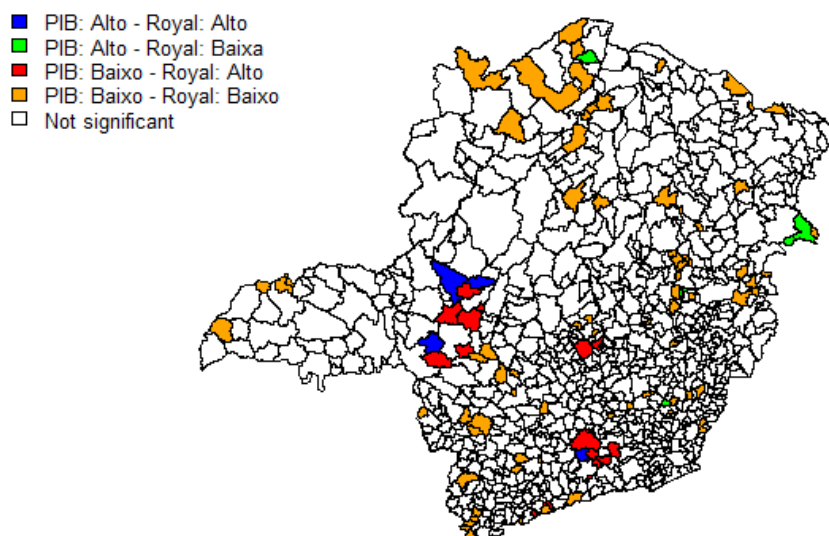 PIB: Alto - Royal: Alto
PIB: Alto - Royal: Baixa
PIB: Baixo - Royal: Alto
PIB: Baixo - Royal: Baixo
Not significant